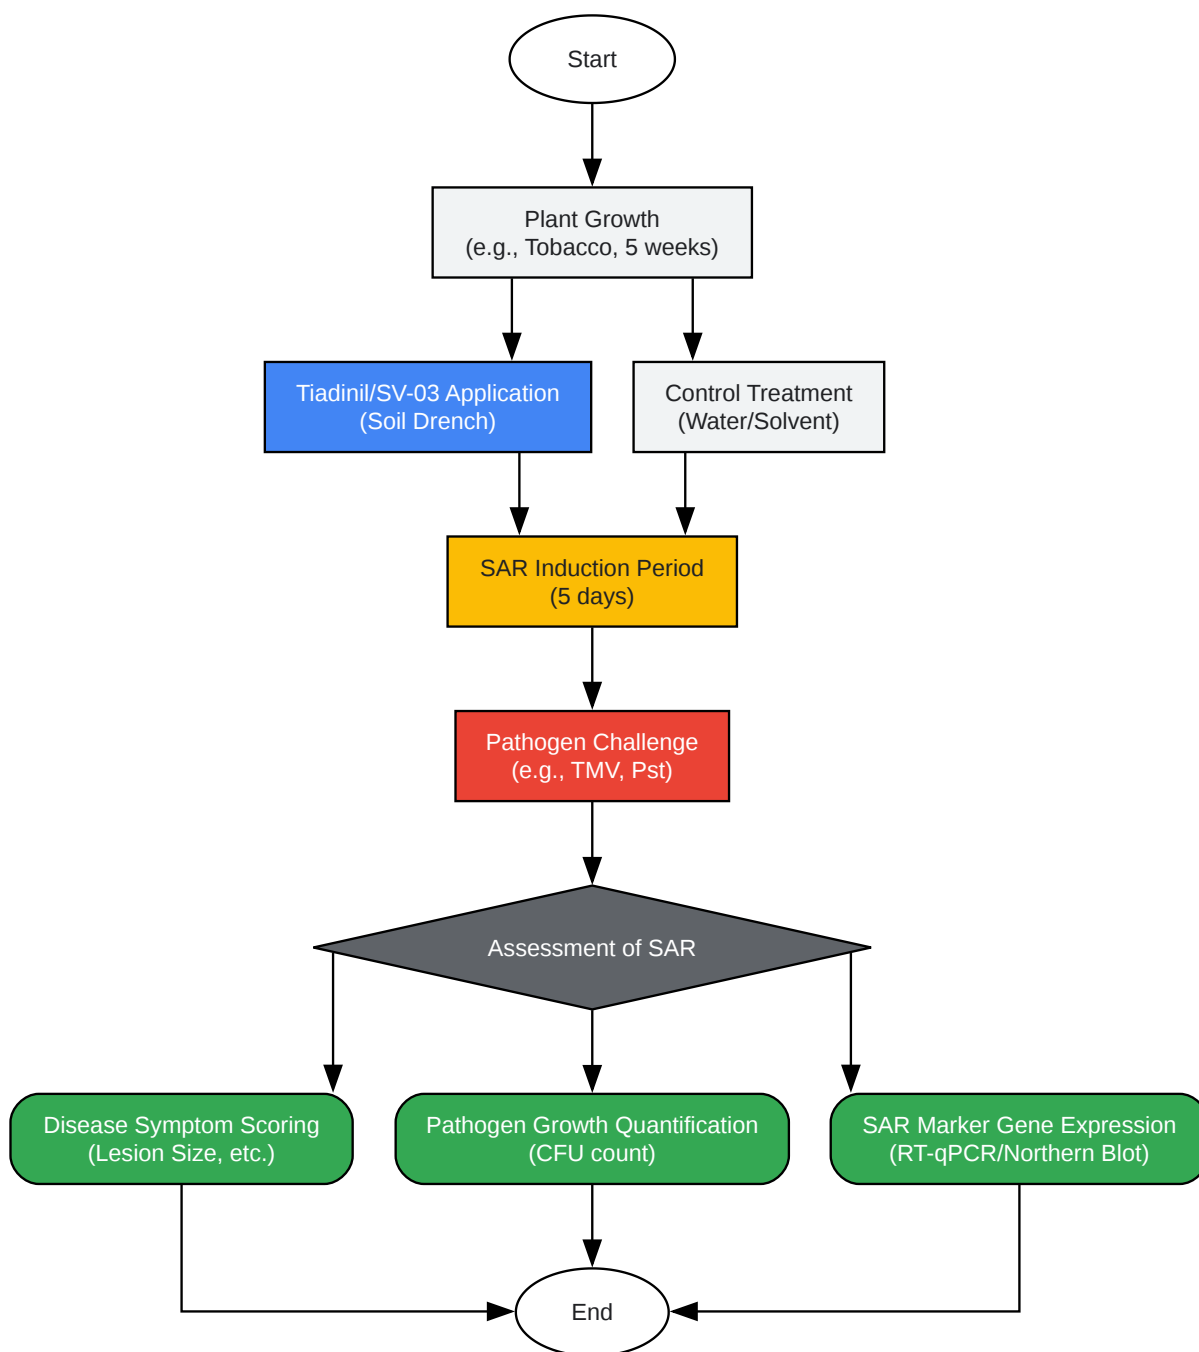 Start
Plant Growth
(e.g., Tobacco, 5 weeks)
Tiadinil/SV-03 Application
(Soil Drench)
Control Treatment
(Water/Solvent)
SAR Induction Period
(5 days)
Pathogen Challenge
(e.g., TMV, Pst)
Assessment of SAR
Disease Symptom Scoring
(Lesion Size, etc.)
Pathogen Growth Quantification
(CFU count)
SAR Marker Gene Expression
(RT-qPCR/Northern Blot)
End